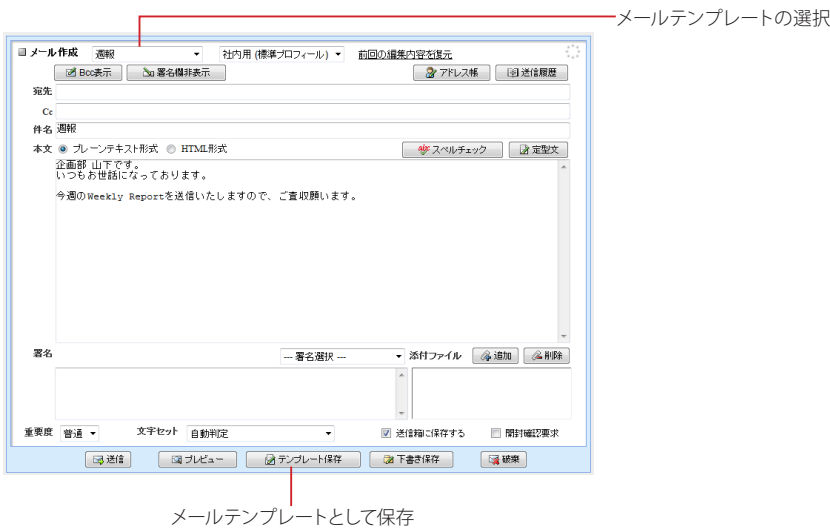 メールテンプレートの選択
メール作成 週報 社内用 (標準プロフィール) 前回の編集内容を復元
Bcc表示 署名欄非表示 アドレス帳 送信履歴
宛先
Cc
件名 週報
本文 プレーンテキスト形式 HTML形式 abc スペルチェック 定型文
企画部 山下です。
いつもお世話になっております。
今週のWeekly Reportを送信いたしますので、ご査収願います。
署名 --- 署名選択 --- 添付ファイル 追加 削除
重要度 普通 文字セット 自動判定 送信箱に保存する 開封確認要求
送信 プレビュー テンプレート保存 下書き保存 破棄
メールテンプレートとして保存